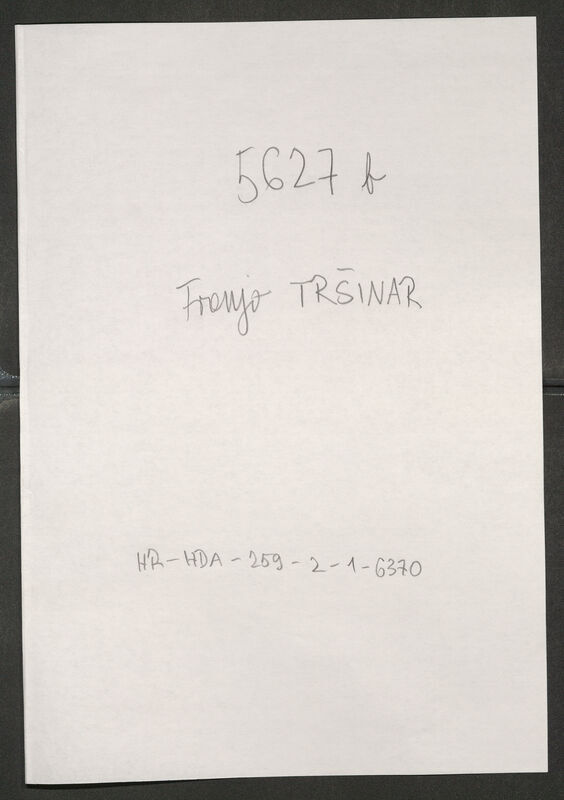 5627 b
Franjo TRŠINAR
HR-HDA-259-2-1-6370